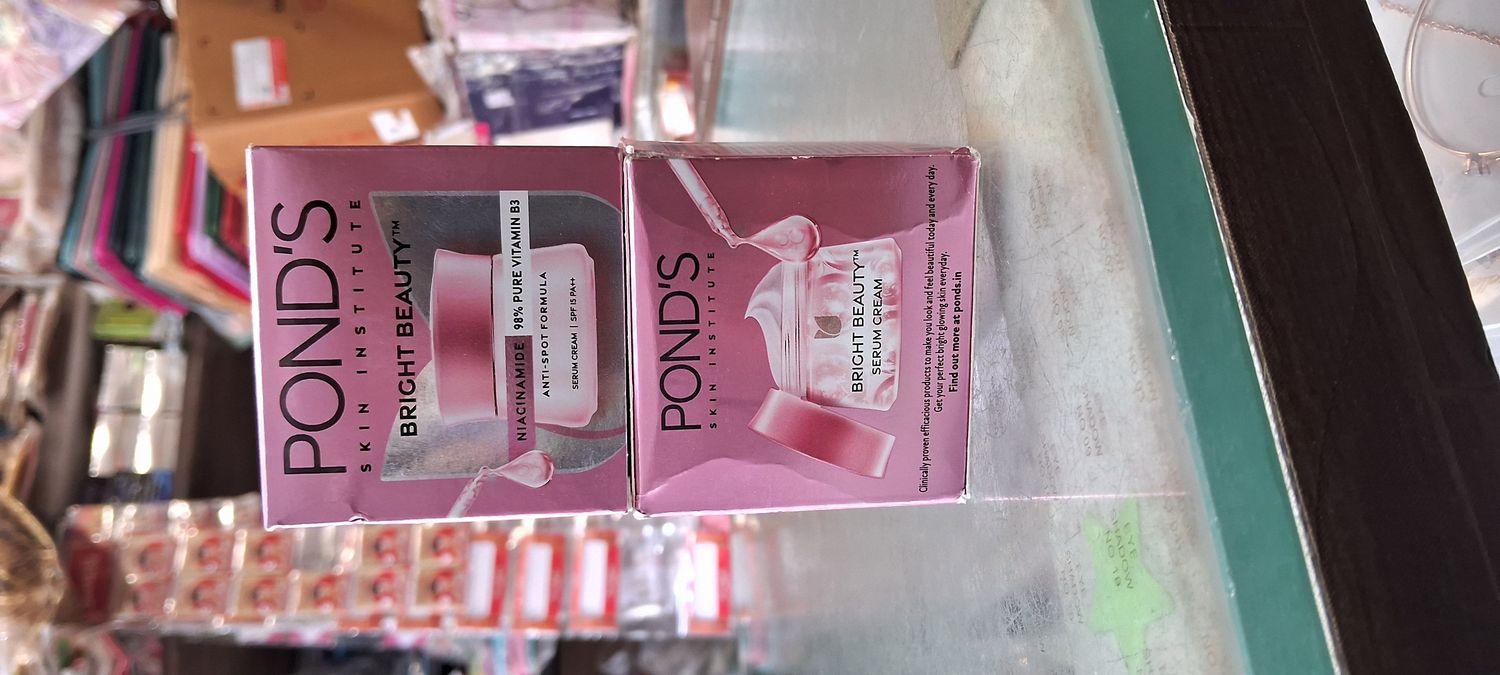 POND'S
SKIN INSTITUTE
BRIGHT BEAUTY™
NIACINAMIDE 98% PURE VITAMIN B3
ANTI-SPOT FORMULA
SERUM CREAM | SPF 15 PA++
POND'S
SKIN INSTITUTE
BRIGHT BEAUTY™
SERUM CREAM
Clinically proven efficacious products to make you look and feel beautiful today and every day.
Get your perfect bright glowing skin everyday.
Find out more at ponds.in